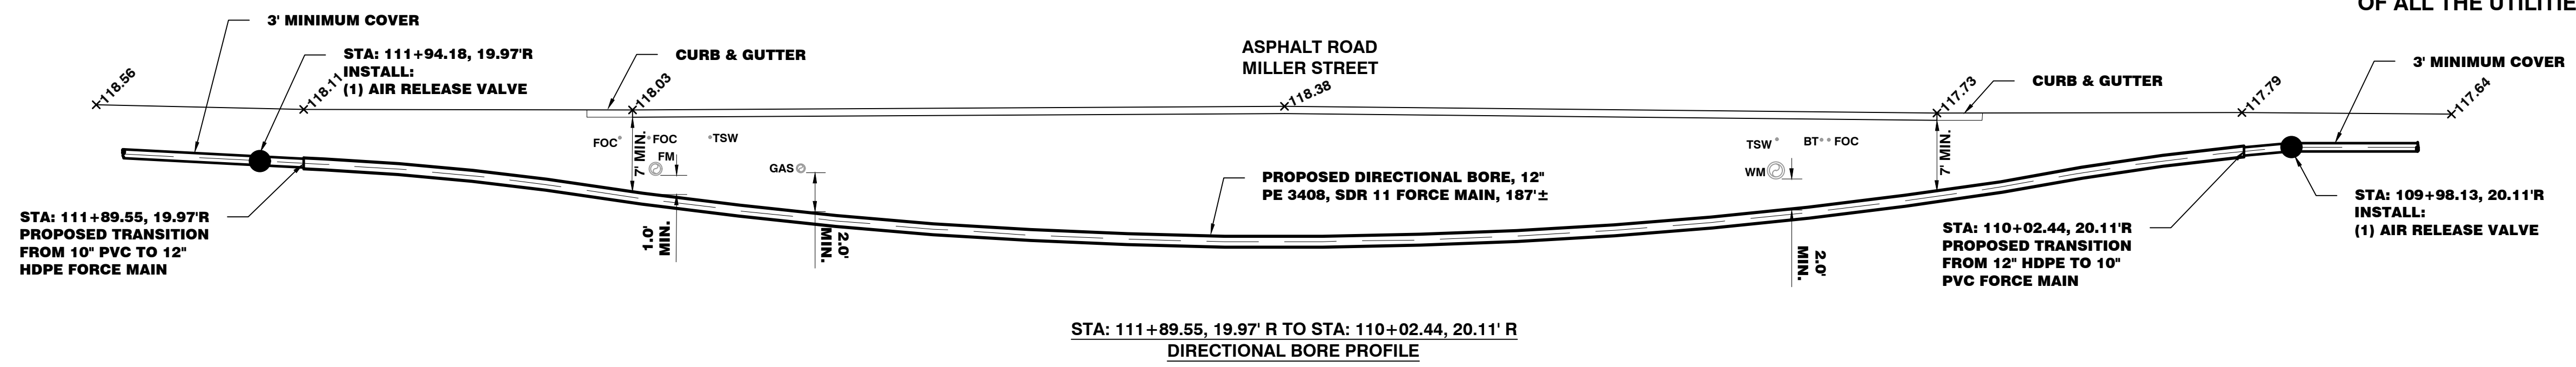 OF ALL THE UTILITIE
3' MINIMUM COVER
STA: 111+94.18, 19.97'R
INSTALL:
(1) AIR RELEASE VALVE
CURB & GUTTER
ASPHALT ROAD
MILLER STREET
CURB & GUTTER
3' MINIMUM COVER
118.56
118.11
118.03
118.38
117.73
117.79
117.64
FOC
FOC
TSW
7' MIN.
FM
GAS
TSW
BT
FOC
WM
7' MIN.
PROPOSED DIRECTIONAL BORE, 12"
PE 3408, SDR 11 FORCE MAIN, 187'±
STA: 111+89.55, 19.97'R
PROPOSED TRANSITION
FROM 10" PVC TO 12"
HDPE FORCE MAIN
1.0'
MIN.
2.0'
MIN.
2.0'
MIN.
STA: 110+02.44, 20.11'R
PROPOSED TRANSITION
FROM 12" HDPE TO 10"
PVC FORCE MAIN
STA: 109+98.13, 20.11'R
INSTALL:
(1) AIR RELEASE VALVE
STA: 111+89.55, 19.97' R TO STA: 110+02.44, 20.11' R
DIRECTIONAL BORE PROFILE